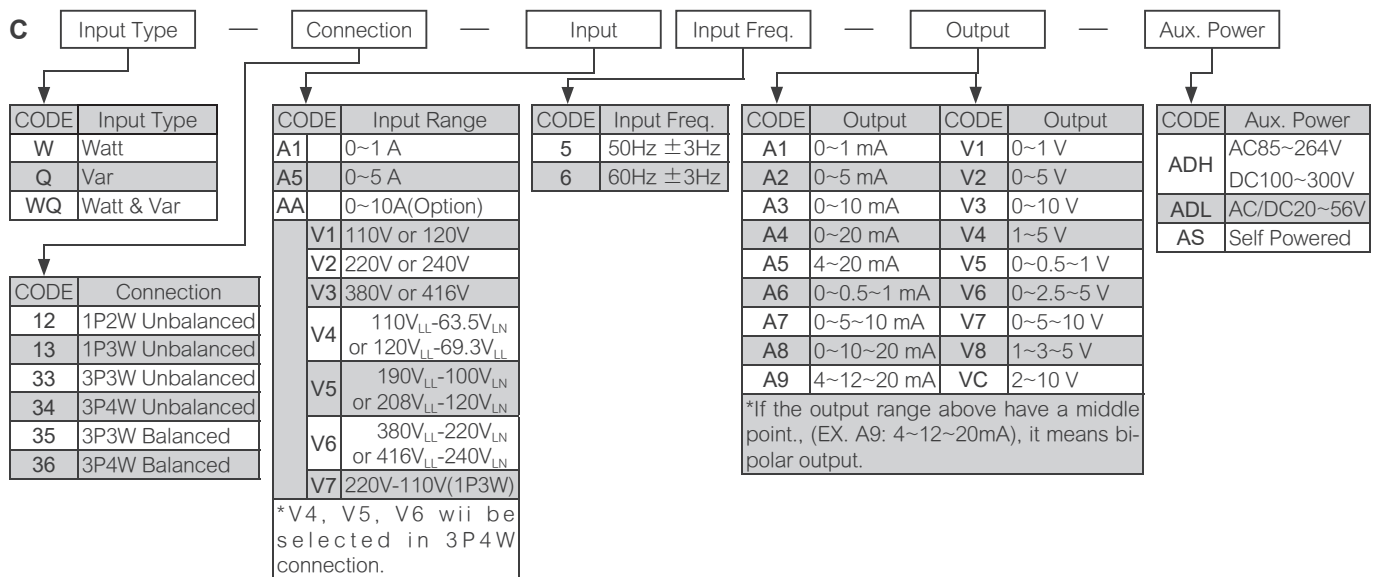 C Input Type — Connection — Input Input Freq. — Output — Aux. Power
CODE Input Type
W Watt
Q Var
WQ Watt & Var
CODE Connection
12 1P2W Unbalanced
13 1P3W Unbalanced
33 3P3W Unbalanced
34 3P4W Unbalanced
35 3P3W Balanced
36 3P4W Balanced
CODE Input Range
A1 0~1 A
A5 0~5 A
AA 0~10A(Option)
V1 110V or 120V
V2 220V or 240V
V3 380V or 416V
V4 110VLL-63.5VLN
or 120VLL-69.3VLL
V5 190VLL-100VLN
or 208VLL-120VLN
V6 380VLL-220VLN
or 416VLL-240VLN
V7 220V-110V(1P3W)
*V4, V5, V6 wii be
selected in 3P4W
connection.
CODE Input Freq.
5 50Hz ±3Hz
6 60Hz ±3Hz
CODE Output CODE Output
A1 0~1 mA V1 0~1 V
A2 0~5 mA V2 0~5 V
A3 0~10 mA V3 0~10 V
A4 0~20 mA V4 1~5 V
A5 4~20 mA V5 0~0.5~1 V
A6 0~0.5~1 mA V6 0~2.5~5 V
A7 0~5~10 mA V7 0~5~10 V
A8 0~10~20 mA V8 1~3~5 V
A9 4~12~20 mA VC 2~10 V
*If the output range above have a middle
point., (EX. A9: 4~12~20mA), it means bi-
polar output.
CODE Aux. Power
ADH AC85~264V
DC100~300V
ADL AC/DC20~56V
AS Self Powered